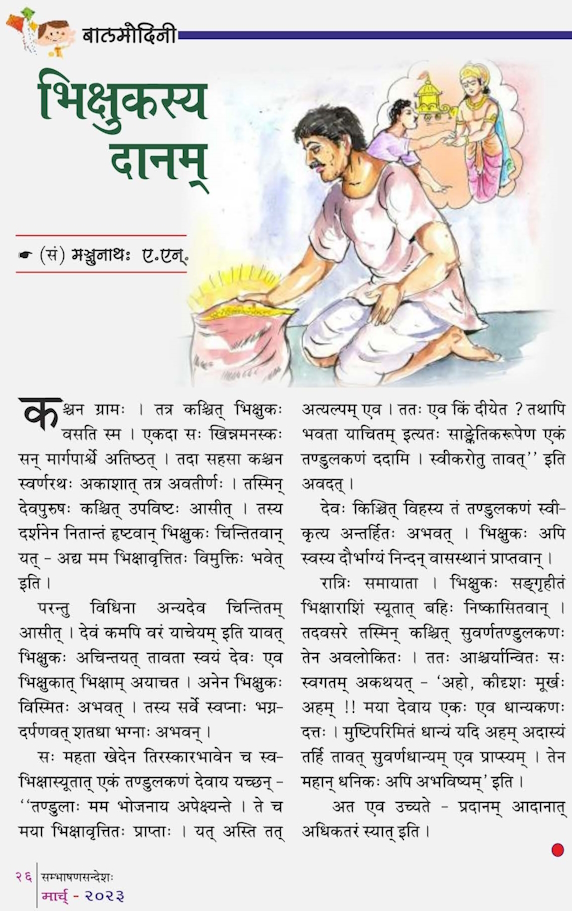 बालमोदिनी
भिक्षुकस्य
दानम्
☛ (सं) मञ्जुनाथः ए.एन्.
कश्चन ग्रामः । तत्र कश्चित् भिक्षुकः
वसति स्म । एकदा सः खिन्नमनस्कः
सन् मार्गपार्श्वे अतिष्ठत् । तदा सहसा कश्चन
स्वर्णरथः अकाशात् तत्र अवतीर्णः । तस्मिन्
देवपुरुषः कश्चित् उपविष्टः आसीत् । तस्य
दर्शनेन नितान्तं हृष्टवान् भिक्षुकः चिन्तितवान्
यत् – अद्य मम भिक्षावृत्तितः विमुक्तिः भवेत्
इति ।
परन्तु विधिना अन्यदेव चिन्तितम्
आसीत् । देवं कमपि वरं याचेयम् इति यावत्
भिक्षुकः अचिन्तयत् तावता स्वयं देवः एव
भिक्षुकात् भिक्षाम् अयाचत । अनेन भिक्षुकः
विस्मितः अभवत् । तस्य सर्वे स्वप्नाः भग्न-
दर्पणवत् शतधा भग्नाः अभवन् ।
सः महता खेदेन तिरस्कारभावेन च स्व-
भिक्षास्यूतात् एकं तण्डुलकणं देवाय यच्छन् –
‘‘तण्डुलाः मम भोजनाय अपेक्ष्यन्ते । ते च
मया भिक्षावृत्तितः प्राप्ताः । यत् अस्ति तत्
अत्यल्पम् एव । ततः एव किं दीयेत ? तथापि
भवता याचितम् इत्यतः साङ्केतिकरूपेण एकं
तण्डुलकणं ददामि । स्वीकरोतु तावत्’’ इति
अवदत् ।
देवः किञ्चित् विहस्य तं तण्डुलकणं स्वी-
कृत्य अन्तर्हितः अभवत् । भिक्षुकः अपि
स्वस्य दौर्भाग्यं निन्दन् वासस्थानं प्राप्तवान् ।
रात्रिः समायाता । भिक्षुकः सङ्गृहीतं
भिक्षाराशिं स्यूतात् बहिः निष्कासितवान् ।
तदवसरे तस्मिन् कश्चित् सुवर्णतण्डुलकणः
तेन अवलोकितः । ततः आश्चर्यान्वितः सः
स्वगतम् अकथयत् – ‘अहो, कीदृशः मूर्खः
अहम् !! मया देवाय एकः एव धान्यकणः
दत्तः । मुष्टिपरिमितं धान्यं यदि अहम् अदास्यं
तर्हि तावत् सुवर्णधान्यम् एव प्राप्स्यम् । तेन
महान् धनिकः अपि अभविष्यम्’ इति ।
अत एव उच्यते – प्रदानम् आदानात्
अधिकतरं स्यात् इति ।
२६ सम्भाषणसन्देशः
मार्च् - २०२३